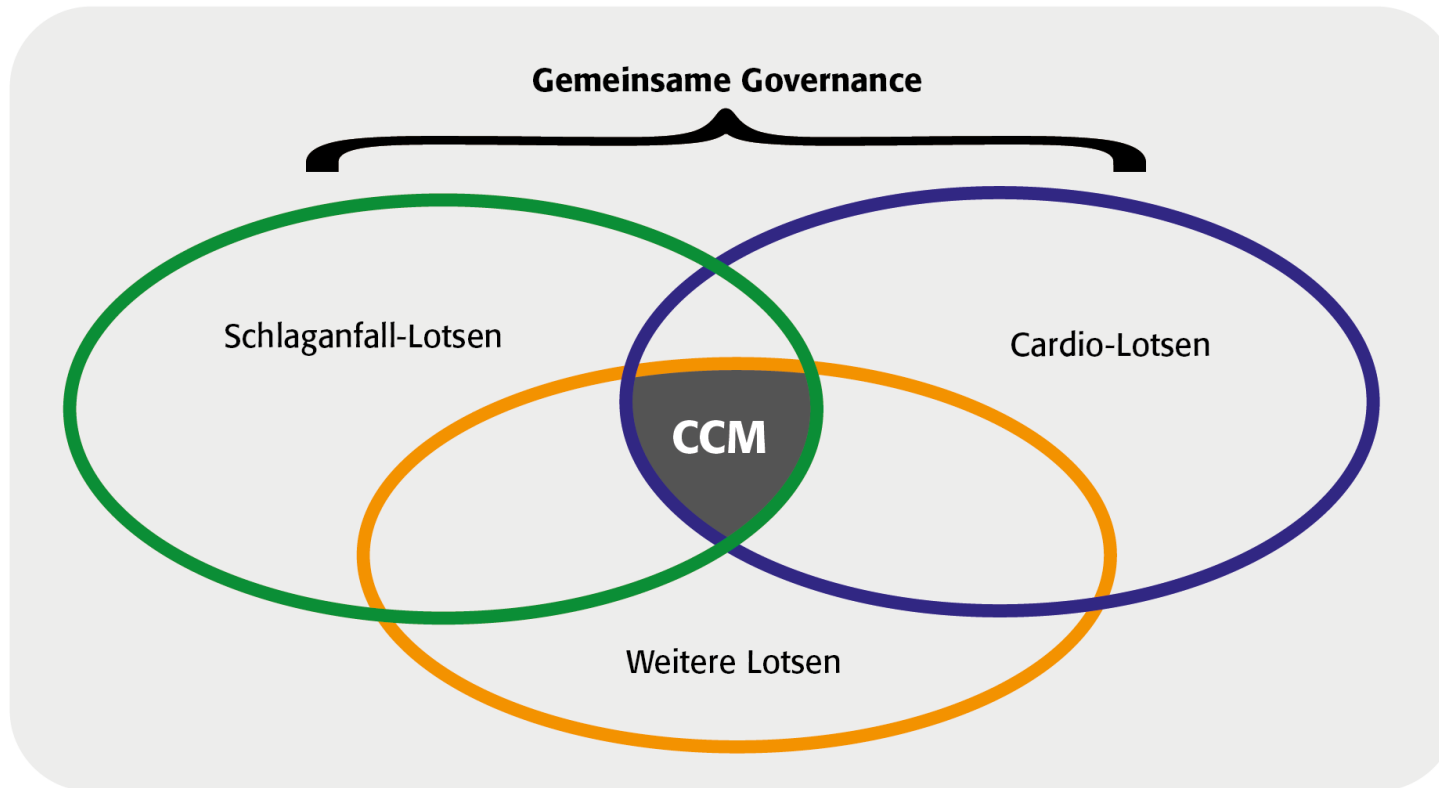 Gemeinsame Governance
Schlaganfall-Lotsen
Cardio-Lotsen
CCM
Weitere Lotsen